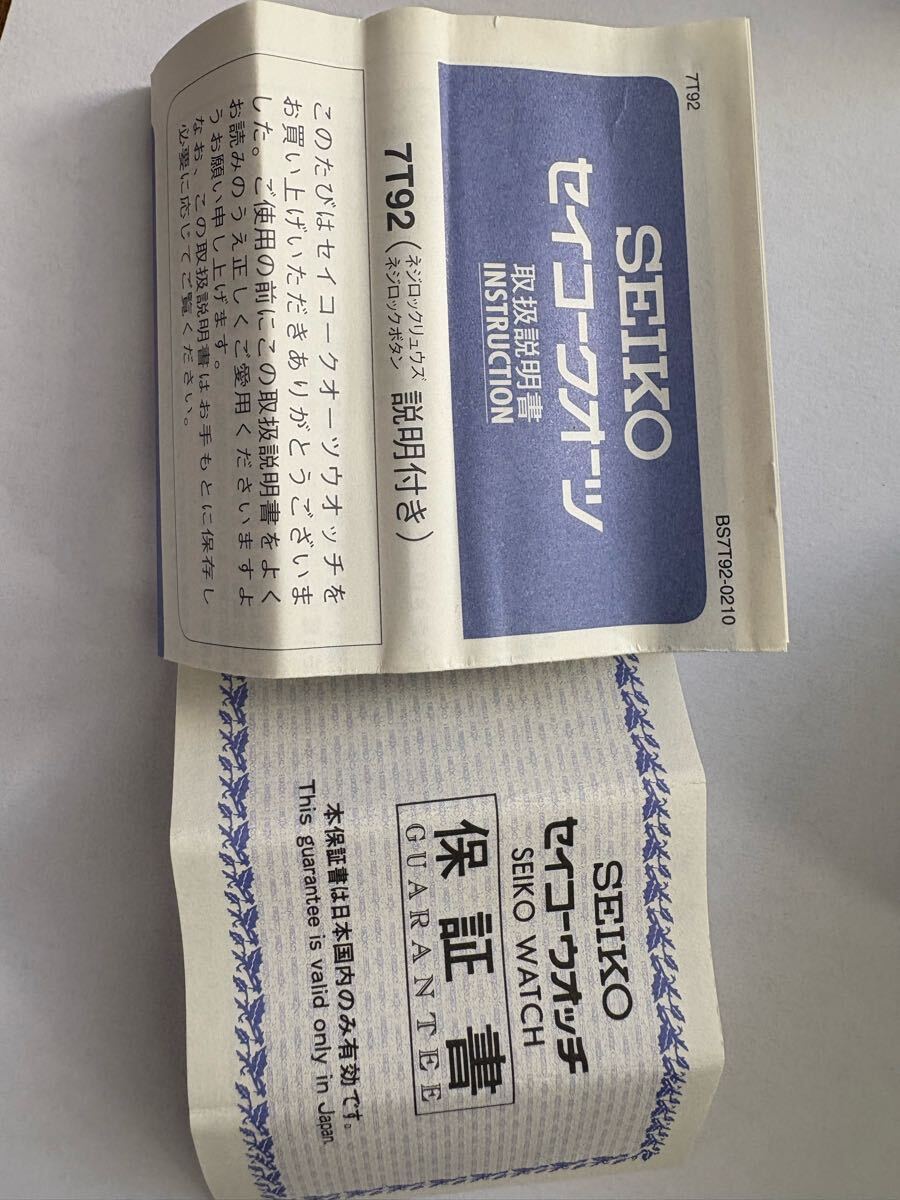 7T92
BS7T92-0210
SEIKO
セイコークオーツ
取扱説明書
INSTRUCTION
7T92(ネジロックリュウズ
ネジロックボタン 説明付き)
このたびはセイコークオーツウオッチを
お買い上げいただきありがとうございま
した。ご使用の前にこの取扱説明書をよく
お読みのうえ正しくご愛用くださいますよ
うお願い申し上げます。
なお、この取扱説明書はお手もとに保存し
必要に応じてご覧ください。
SEIKO
セイコーウオッチ
SEIKO WATCH
保証書
GUARANTEE
本保証書は日本国内のみ有効です。
This guarantee is valid only in Japan.